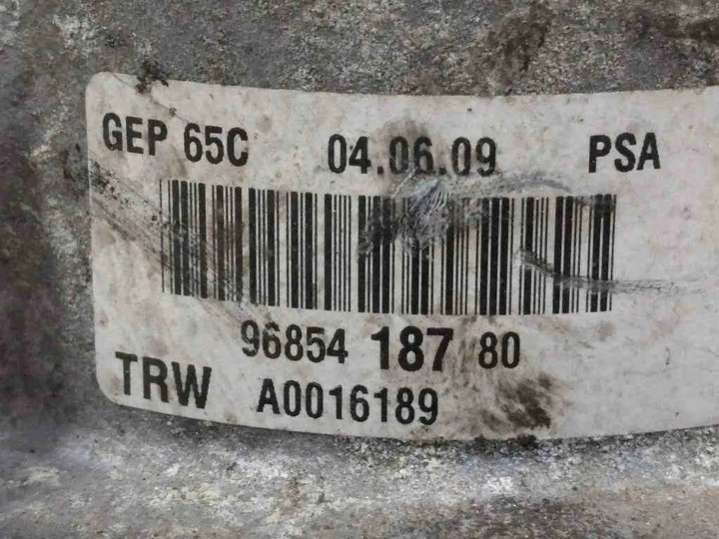 GEP 65C 04.06.09 PSA
96854 187 80
TRW A0016189